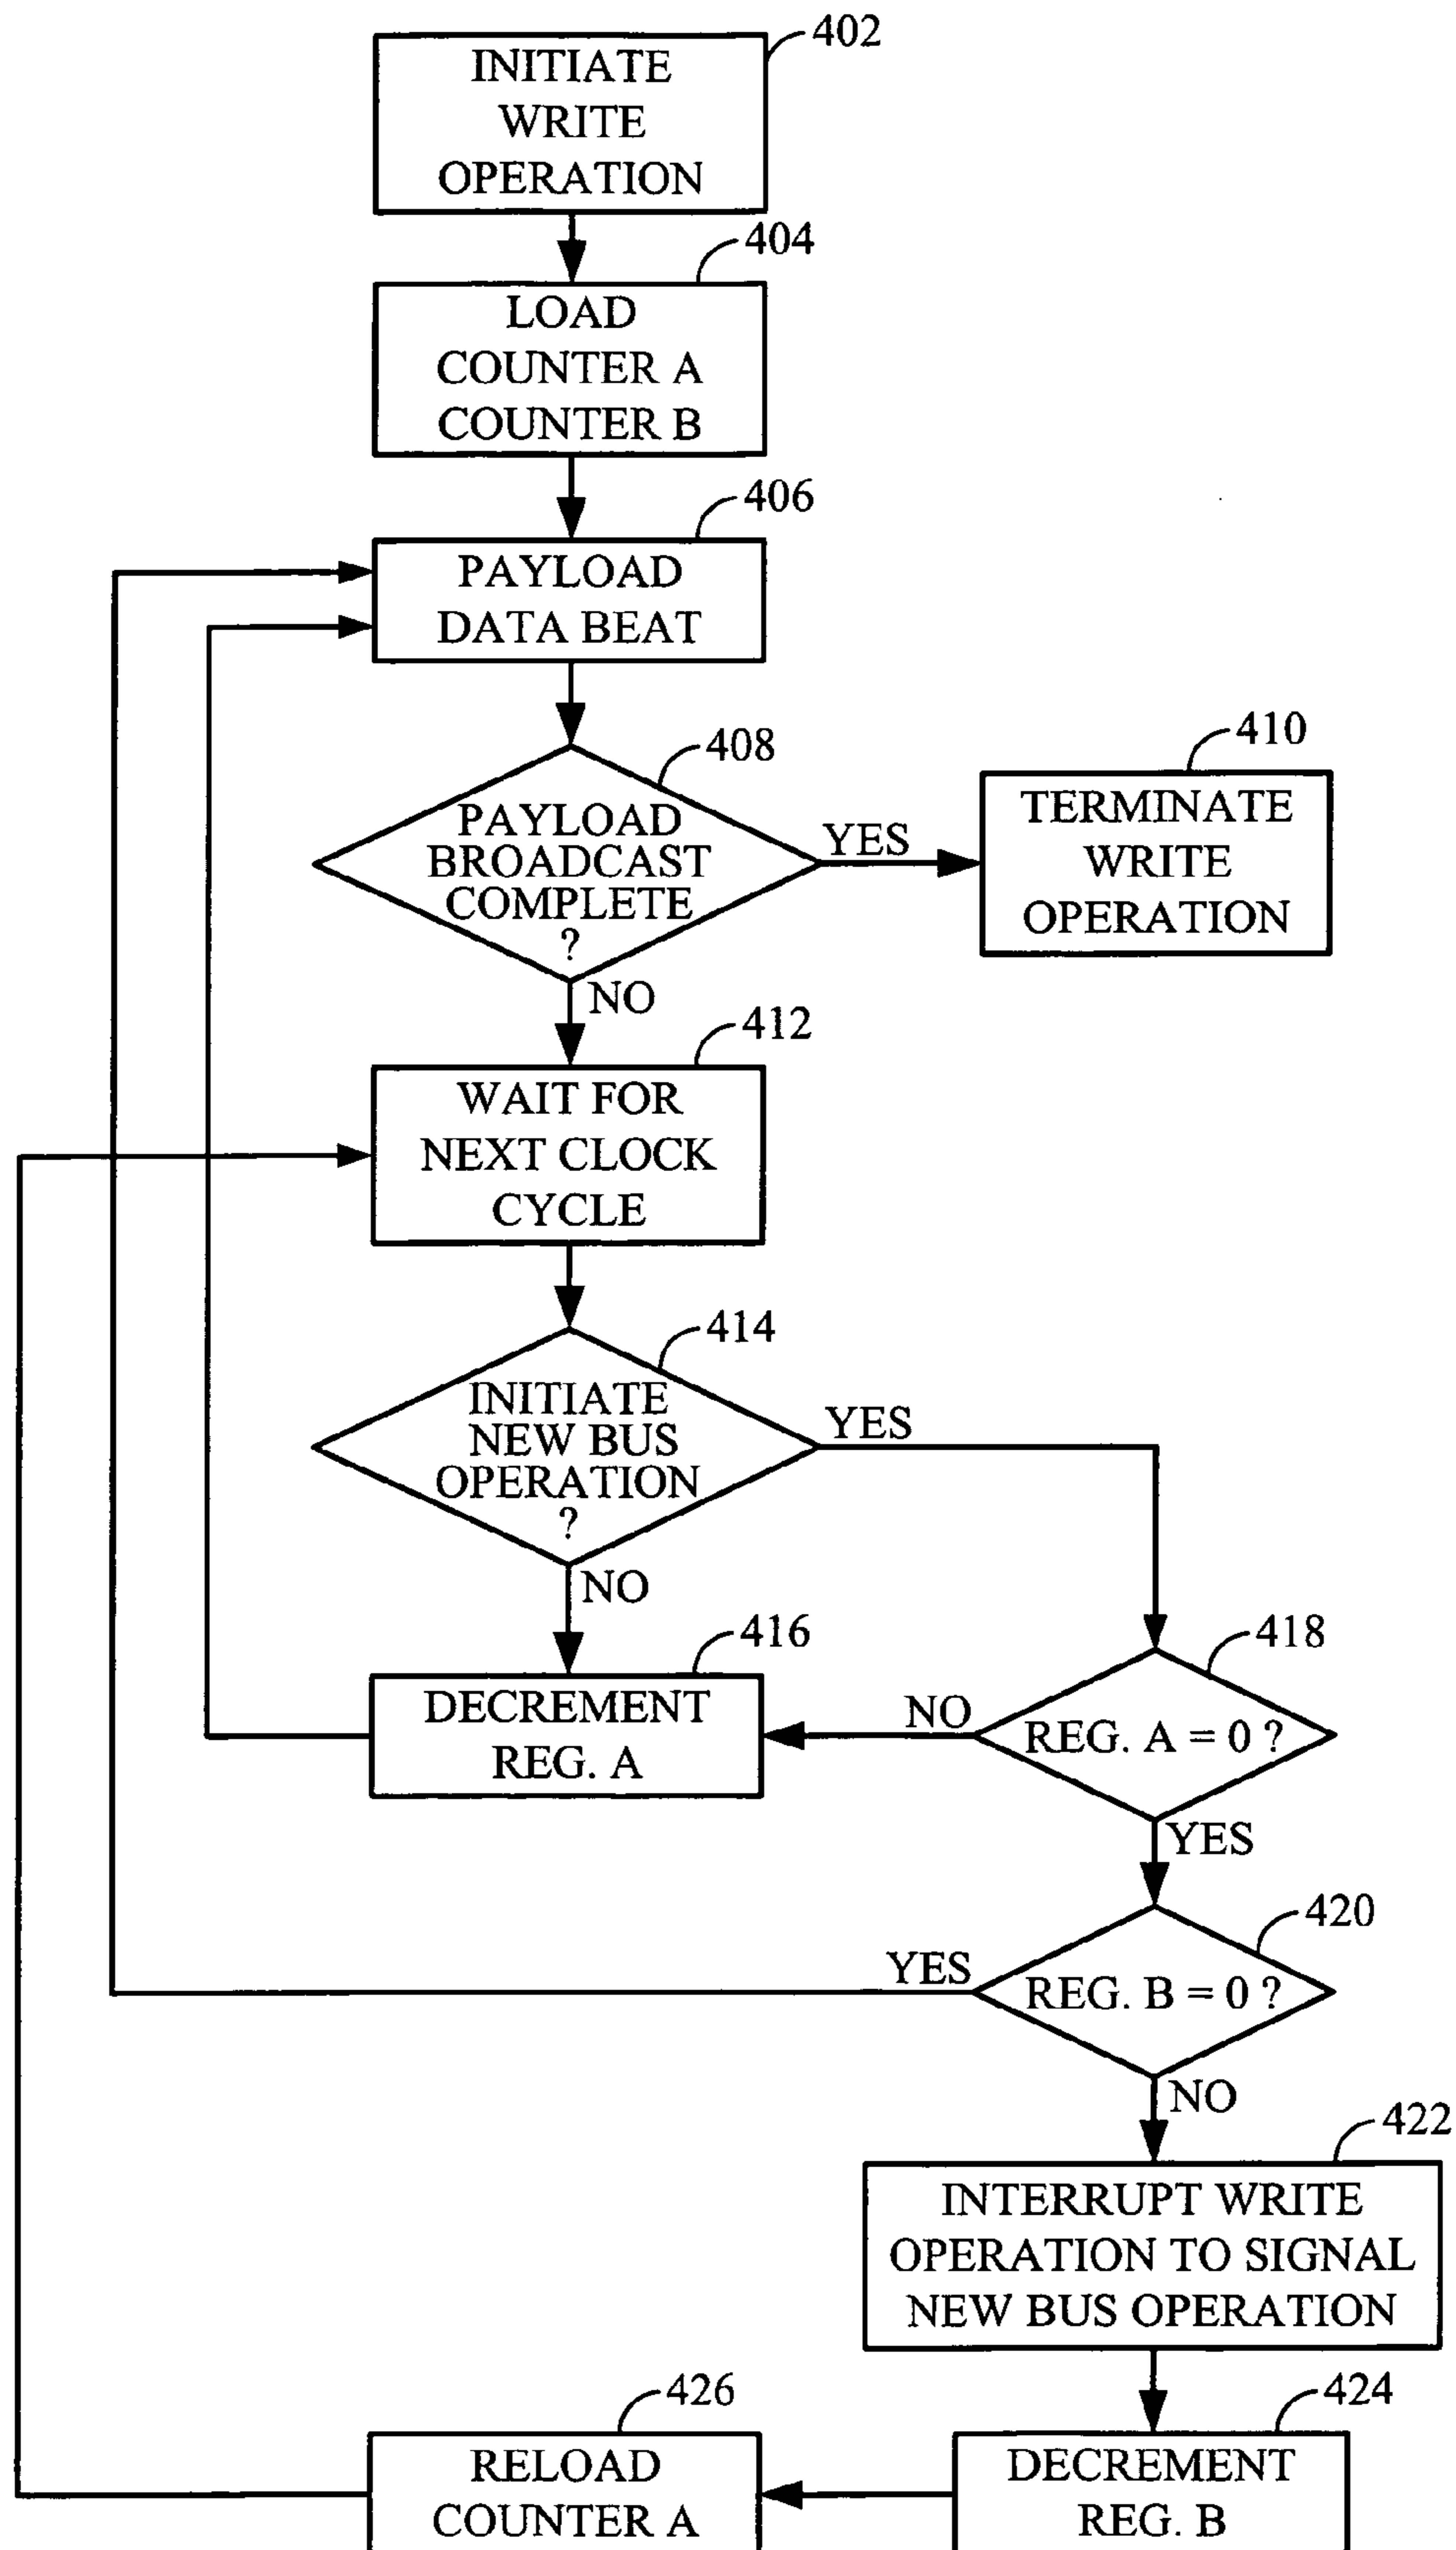 402
INITIATE
WRITE
OPERATION
404
LOAD
COUNTER A
COUNTER B
406
PAYLOAD
DATA BEAT
408
PAYLOAD
BROADCAST
COMPLETE
?
YES
410
TERMINATE
WRITE
OPERATION
NO
412
WAIT FOR
NEXT CLOCK
CYCLE
414
INITIATE
NEW BUS
OPERATION
?
YES
NO
416
DECREMENT
REG. A
418
NO
REG. A = 0 ?
YES
420
YES
REG. B = 0 ?
NO
422
INTERRUPT WRITE
OPERATION TO SIGNAL
NEW BUS OPERATION
424
DECREMENT
REG. B
426
RELOAD
COUNTER A